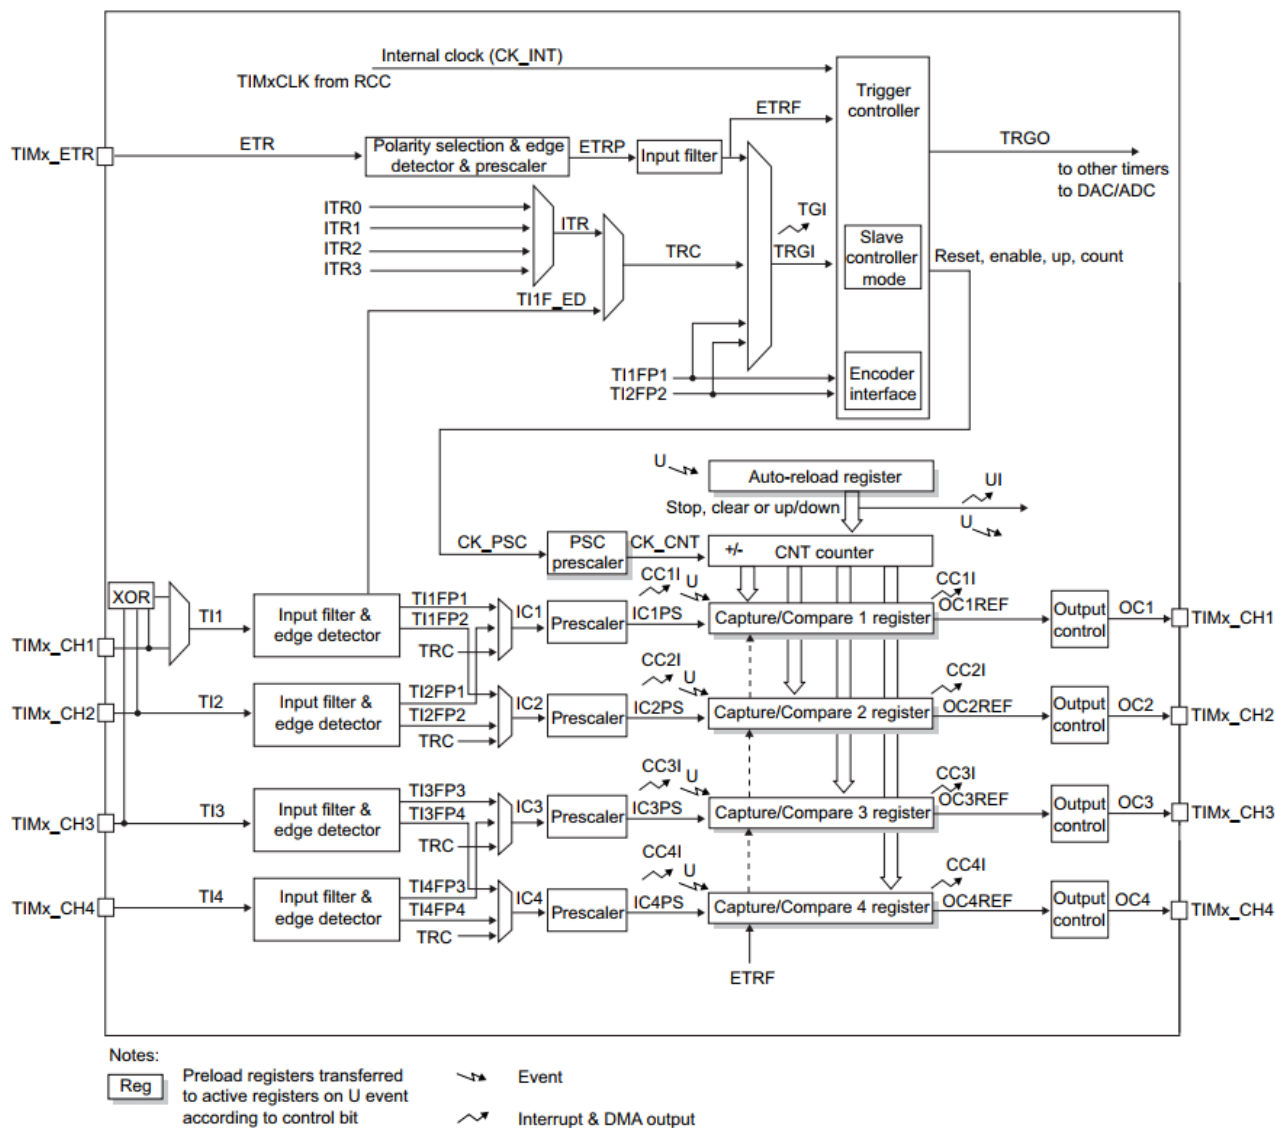 Internal clock (CK_INT)
TIMxCLK from RCC
Trigger
controller
ETRF
TRGO
to other timers
to DAC/ADC
TIMx_ETR
ETR
Polarity selection & edge
detector & prescaler
ETRP
Input filter
ITR0
ITR1
ITR2
ITR3
ITR
TRC
TI1F_ED
TGI
TRGI
Slave
controller
mode
Reset, enable, up, count
TI1FP1
TI2FP2
Encoder
interface
U
Auto-reload register
UI
Stop, clear or up/down
U
CK_PSC
PSC
prescaler
CK_CNT
+/-
CNT counter
XOR
TI1
TIMx_CH1
Input filter &
edge detector
TI1FP1
TI1FP2
TRC
IC1
Prescaler
CC1I
U
IC1PS
Capture/Compare 1 register
CC1I
OC1REF
Output
control
OC1
TIMx_CH1
TIMx_CH2
TI2
Input filter &
edge detector
TI2FP1
TI2FP2
TRC
IC2
Prescaler
CC2I
U
IC2PS
Capture/Compare 2 register
CC2I
OC2REF
Output
control
OC2
TIMx_CH2
TIMx_CH3
TI3
Input filter &
edge detector
TI3FP3
TI3FP4
TRC
IC3
Prescaler
CC3I
U
IC3PS
Capture/Compare 3 register
CC3I
OC3REF
Output
control
OC3
TIMx_CH3
TIMx_CH4
TI4
Input filter &
edge detector
TI4FP3
TI4FP4
TRC
IC4
Prescaler
CC4I
U
IC4PS
Capture/Compare 4 register
CC4I
OC4REF
Output
control
OC4
TIMx_CH4
ETRF
Notes:
Reg
Preload registers transferred
to active registers on U event
according to control bit
Event
Interrupt & DMA output